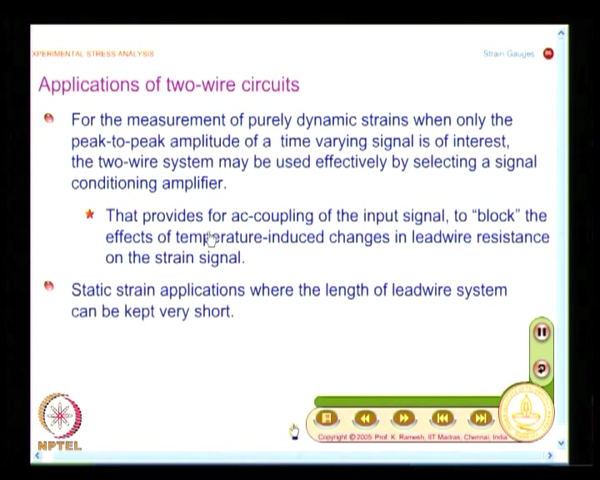 XPERIMENTAL STRESS ANALYSIS
Strain Gauges
Applications of two-wire circuits
For the measurement of purely dynamic strains when only the
peak-to-peak amplitude of a time varying signal is of interest,
the two-wire system may be used effectively by selecting a signal
conditioning amplifier.
That provides for ac-coupling of the input signal, to “block” the
effects of temperature-induced changes in leadwire resistance
on the strain signal.
Static strain applications where the length of leadwire system
can be kept very short.
Copyright © 2005 Prof. K. Ramesh, IIT Madras, Chennai, India
NPTEL